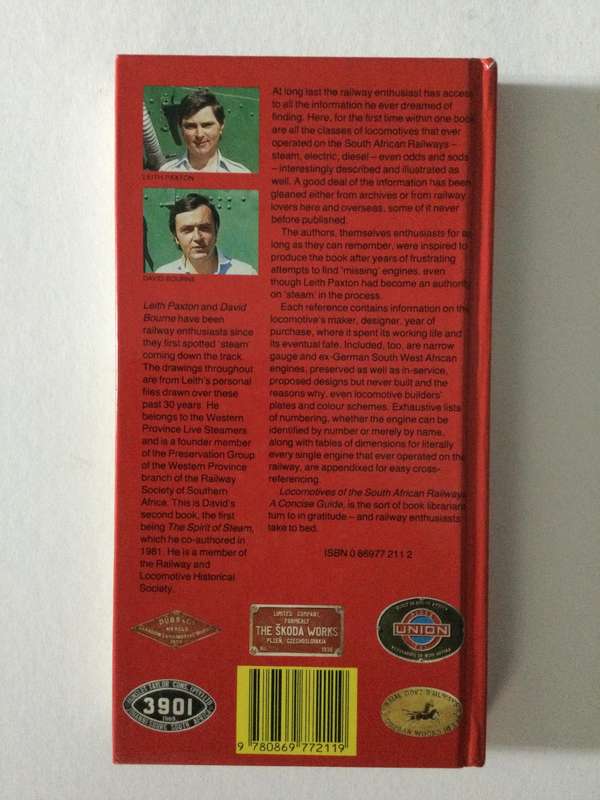 LEITH PAXTON
DAVID BOURNE
Leith Paxton and David
Bourne have been
railway enthusiasts since
they first spotted 'steam'
coming down the track.
The drawings throughout
are from Leith's personal
files drawn over these
past 30 years. He
belongs to the Western
Province Live Steamers
and is a founder member
of the Preservation Group
of the Western Province
branch of the Railway
Society of Southern
Africa. This is David's
second book, the first
being The Spirit of Steam,
which he co-authored in
1981. He is a member of
the Railway and
Locomotive Historical
Society.
At long last the railway enthusiast has access
to all the information he ever dreamed of
finding. Here, for the first time within one book
are all the classes of locomotives that ever
operated on the South African Railways –
steam, electric, diesel – even odds and sods
– interestingly described and illustrated as
well. A good deal of the information has been
gleaned either from archives or from railway
lovers here and overseas, some of it never
before published.
The authors, themselves enthusiasts for as
long as they can remember, were inspired to
produce the book after years of frustrating
attempts to find 'missing' engines, even
though Leith Paxton had become an authority
on 'steam' in the process.
Each reference contains information on the
locomotive's maker, designer, year of
purchase, where it spent its working life and
its eventual fate. Included, too, are narrow
gauge and ex-German South West African
engines, preserved as well as in-service,
proposed designs but never built and the
reasons why, even locomotive builders'
plates and colour schemes. Exhaustive lists
of numbering, whether the engine can be
identified by number or merely by name,
along with tables of dimensions for literally
every single engine that ever operated on the
railway, are appendixed for easy cross-
referencing.
Locomotives of the South African Railways
A Concise Guide, is the sort of book librarians
turn to in gratitude – and railway enthusiasts
take to bed.
ISBN 0 86977 211 2
DUBS & Co
LIMITED COMPANY,
FORMERLY
THE ŠKODA WORKS
PLZEŇ, CZECHOSLOVAKIA
No. 1938
UNION
3901
1969
JOHANNESBURG, SOUTH AFRICA
9 780869 772119